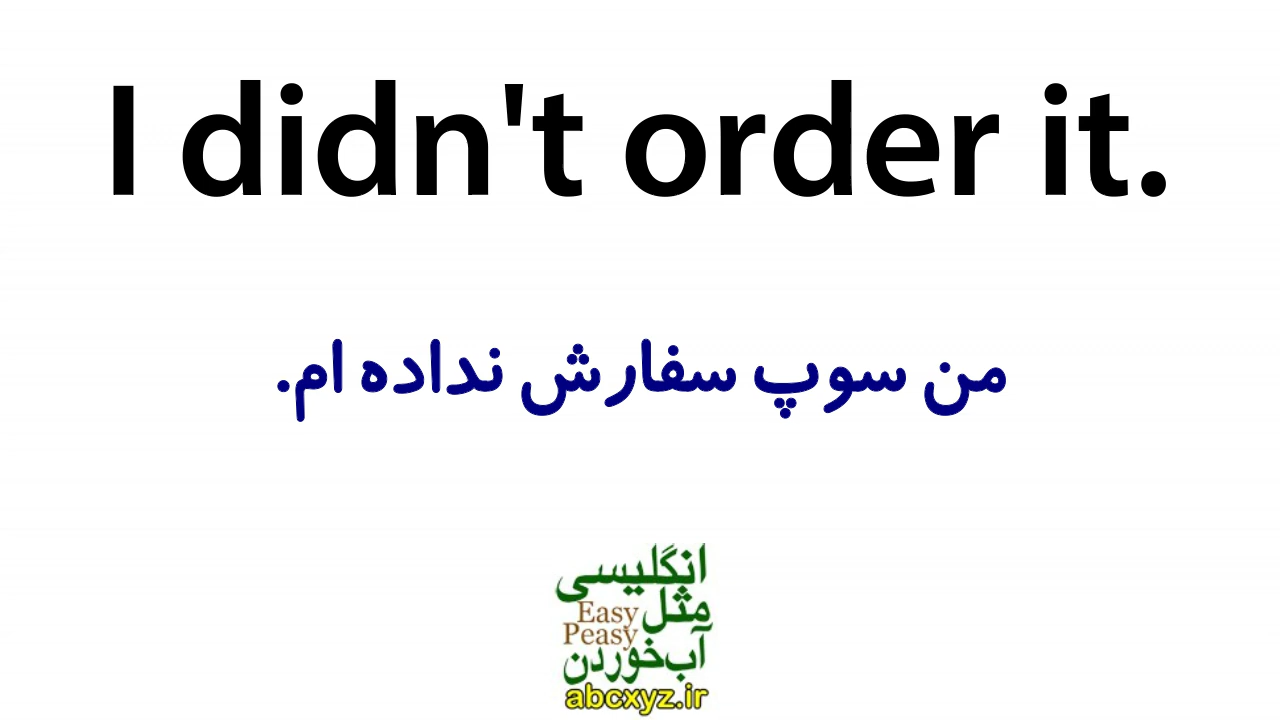 I didn't order it.
من سوپ سفارش نداده ام.
انگلیسی
مثل Easy
Peasy
آب خوردن
abcxyz.ir